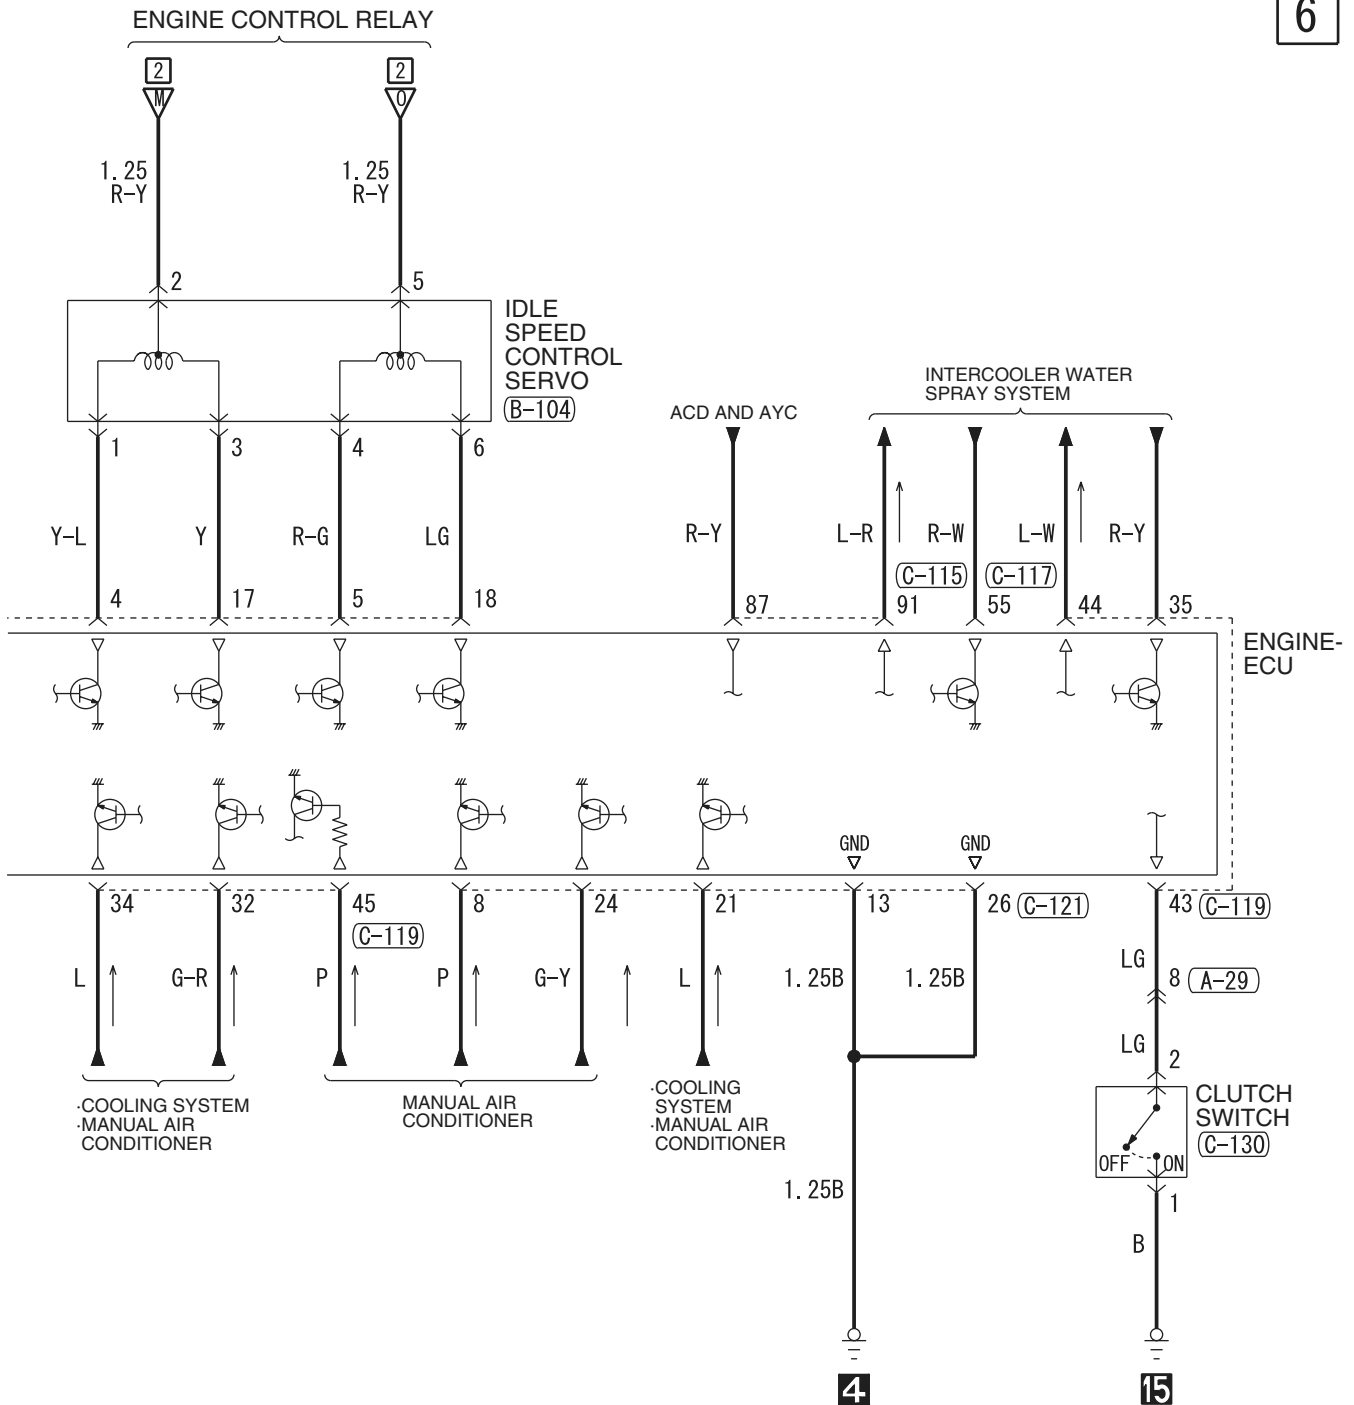 6
ENGINE CONTROL RELAY
2 2
M O
1.25 1.25
R-Y R-Y
2 5
IDLE
SPEED
CONTROL
SERVO
B-104
INTERCOOLER WATER
SPRAY SYSTEM
ACD AND AYC
1 3 4 6
Y-L Y R-G LG R-Y L-R R-W L-W R-Y
C-115 C-117
4 17 5 18 87 91 55 44 35
ENGINE-
ECU
GND GND
34 32 45 8 24 21 13 26 C-121 43 C-119
C-119
L G-R P P G-Y L 1.25B 1.25B LG 8 A-29
LG
2
CLUTCH
SWITCH
C-130
OFF ON
·COOLING SYSTEM
·MANUAL AIR
CONDITIONER
MANUAL AIR
CONDITIONER
·COOLING
SYSTEM
·MANUAL AIR
CONDITIONER
1.25B
1
B
4 15